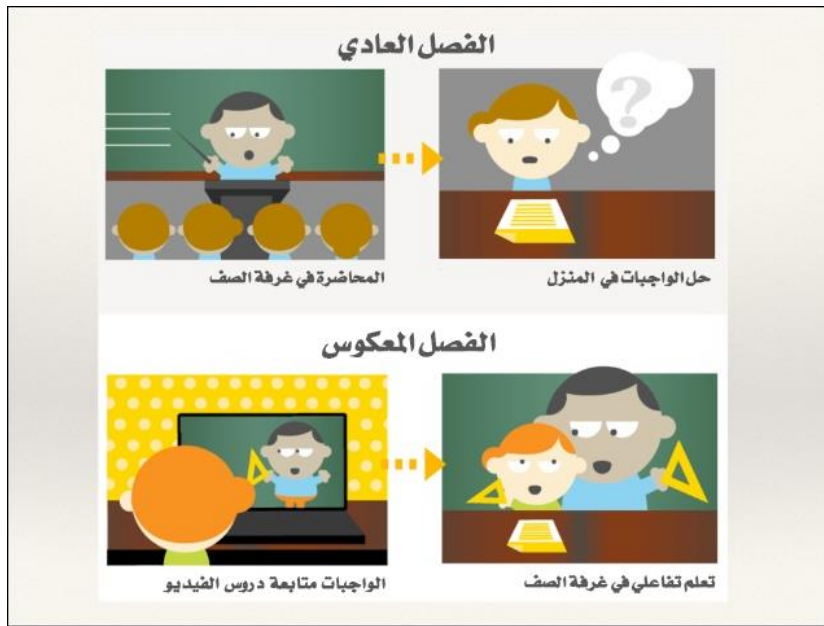 الفصل العادي
?
المحاضرة في غرفة الصف
حل الواجبات في المنزل
الفصل المعكوس
الواجبات متابعة دروس الفيديو
تعلم تفاعلي في غرفة الصف